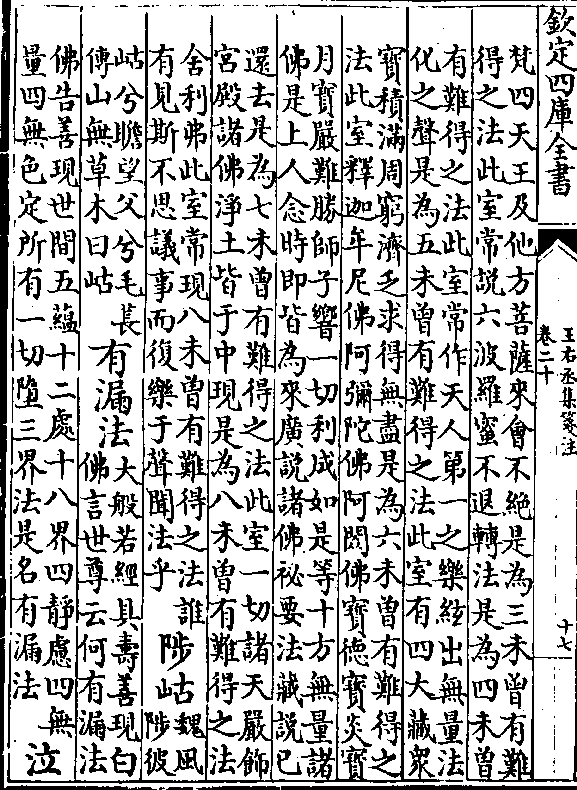 欽定四庫全書
王右丞集箋注
卷二十
十七
梵四天王及他方菩薩來會不絕是為三未曾有難
得之法此室常說六波羅蜜不退轉法是為四未曾
有難得之法此室常作天人第一之樂絃出無量法
化之聲是為五未曾有難得之法此室有四大藏衆
寶積滿周窮濟乏求得無盡是為六未曾有難得之
法此室釋迦牟尼佛阿彌陀佛阿閦佛寶德寶炎寶
月寶嚴難勝師子響一切利成如是等十方無量諸
佛是上人念時即皆為來廣說諸佛祕要法藏說已
還去是為七未曾有難得之法此室一切諸天嚴飾
宮殿諸佛淨土皆于中現是為八未曾有難得之法
舍利弗此室常現八未曾有難得之法誰
有見斯不思議事而復樂于聲聞法乎
陟岵
魏風
陟彼
岵兮瞻望父兮毛長
傳山無草木曰岵
有漏法
大般若經具壽善現白
佛言世尊云何有漏法
佛告善現世間五蘊十二處十八界四靜慮四無
量四無色定所有一切墮三界法是名有漏法
泣